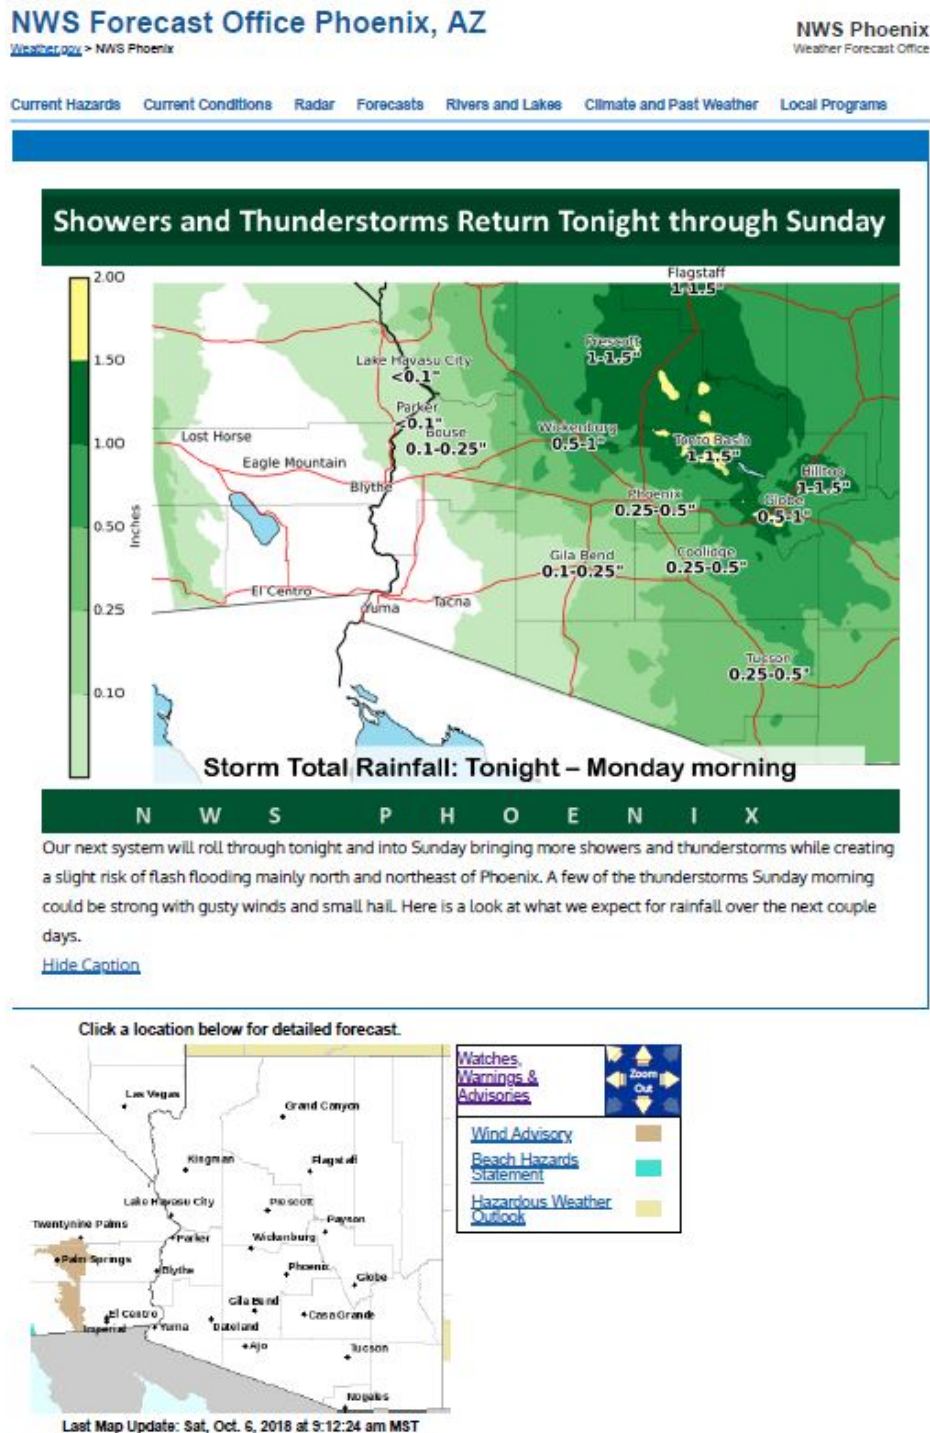 NWS Forecast Office Phoenix, AZ
NWS Phoenix
Weather.gov > NWS Phoenix
Weather Forecast Office
Current Hazards Current Conditions Radar Forecasts Rivers and Lakes Climate and Past Weather Local Programs
Showers and Thunderstorms Return Tonight through Sunday
2.00
1.50
1.00
0.50
0.25
0.10
Inches
Flagstaff
1-1.5"
Prescott
1-1.5"
Lake Havasu City
<0.1"
Parker
<0.1"
Bouse
0.1-0.25"
Wickenburg
0.5-1"
Tonto Basin
1-1.5"
Lost Horse
Eagle Mountain
Blythe
Hilltop
1-1.5"
Phoenix
0.25-0.5"
Globe
0.5-1"
Gila Bend
0.1-0.25"
Coolidge
0.25-0.5"
El Centro
Yuma
Tacna
Tucson
0.25-0.5"
Storm Total Rainfall: Tonight – Monday morning
N W S P H O E N I X
Our next system will roll through tonight and into Sunday bringing more showers and thunderstorms while creating
a slight risk of flash flooding mainly north and northeast of Phoenix. A few of the thunderstorms Sunday morning
could be strong with gusty winds and small hail. Here is a look at what we expect for rainfall over the next couple
days.
Hide Caption
Click a location below for detailed forecast.
Las Vegas
Grand Canyon
Kingman
Flagstaff
Lake Havasu City
Prescott
Payson
Twentynine Palms
Parker
Wickenburg
Palm Springs
Blythe
Phoenix
Globe
Gila Bend
El Centro
Casa Grande
Imperial
Yuma
Dateland
Ajo
Tucson
Nogales
Last Map Update: Sat, Oct. 6, 2018 at 9:12:24 am MST
Watches,
Warnings &
Advisories
Zoom
Out
Wind Advisory
Beach Hazards
Statement
Hazardous Weather
Outlook